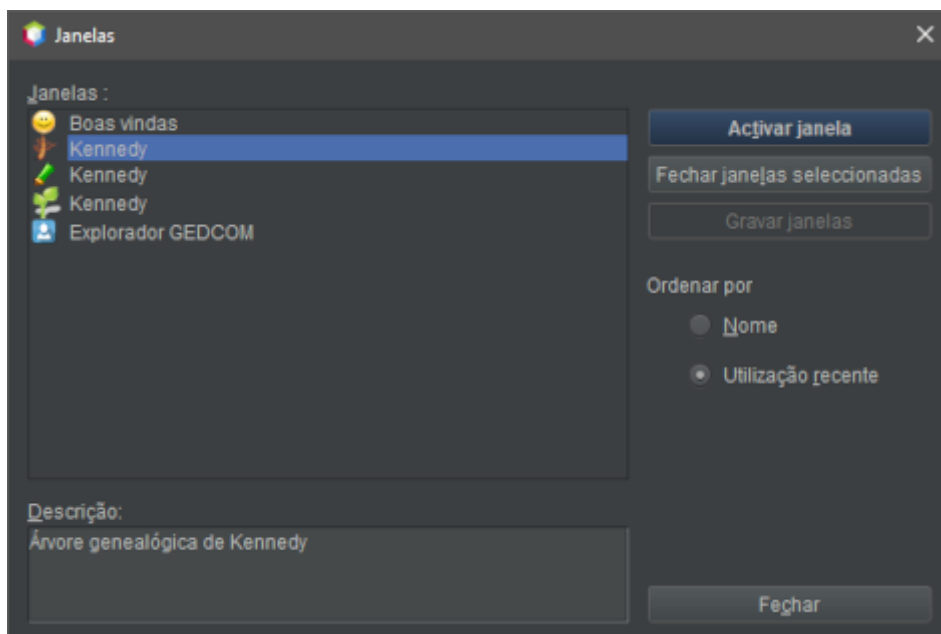 Janelas
Janelas :
Boas vindas
Kennedy
Kennedy
Kennedy
Explorador GEDCOM
Activar janela
Fechar janelas seleccionadas
Gravar janelas
Ordenar por
Nome
Utilização recente
Descrição:
Árvore genealógica de Kennedy
Fechar